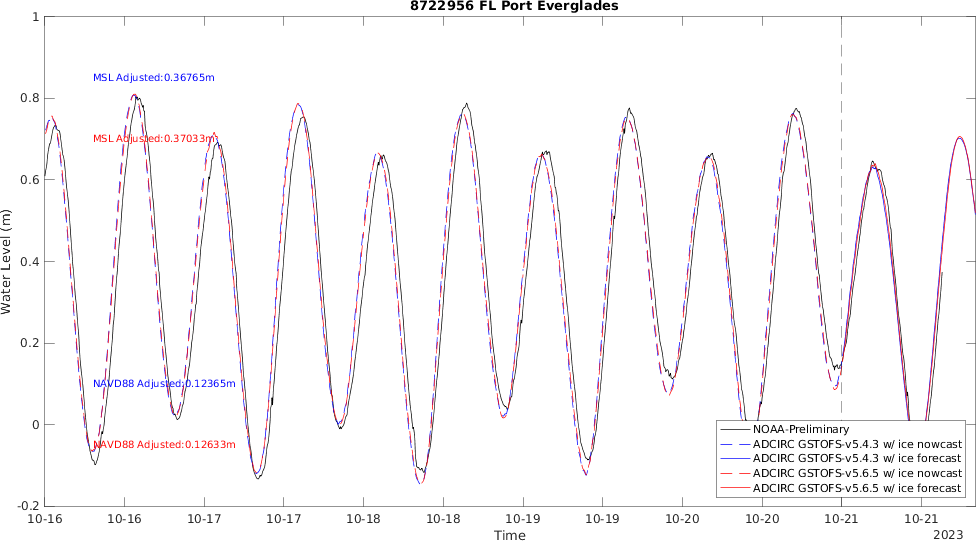 8722956 FL Port Everglades
1
0.8
0.6
0.4
0.2
0
-0.2
Water Level (m)
MSL Adjusted:0.36765m
MSL Adjusted:0.37033m
NAVD88 Adjusted:0.12365m
NAVD88 Adjusted:0.12633m
NOAA-Preliminary
ADCIRC GSTOFS-v5.4.3 w/ ice nowcast
ADCIRC GSTOFS-v5.4.3 w/ ice forecast
ADCIRC GSTOFS-v5.6.5 w/ ice nowcast
ADCIRC GSTOFS-v5.6.5 w/ ice forecast
10-16 10-16 10-17 10-17 10-18 10-18 10-19 10-19 10-20 10-20 10-21 10-21
2023
Time